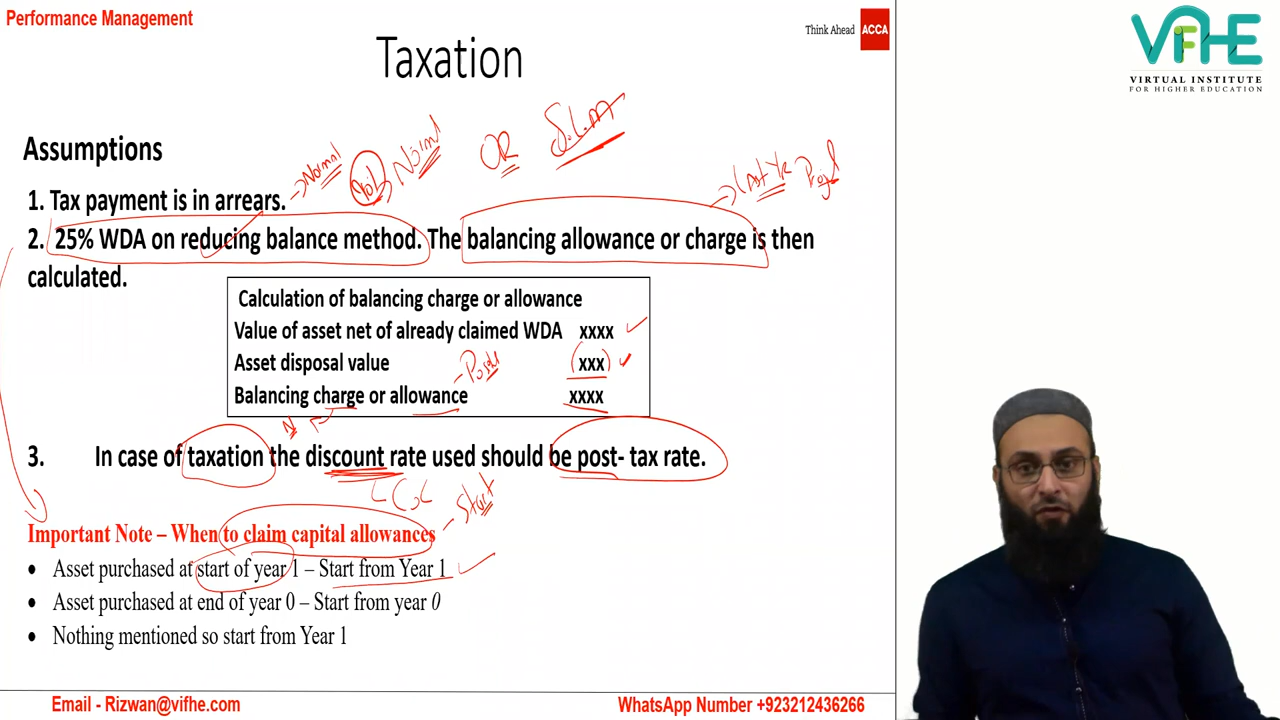 Performance Management
Think Ahead ACCA
VIFHE
VIRTUAL INSTITUTE
FOR HIGHER EDUCATION
Taxation
OR
Assumptions
Normal
Normal
1. Tax payment is in arrears.
2. 25% WDA on reducing balance method. The balancing allowance or charge is then
calculated.
Calculation of balancing charge or allowance
Value of asset net of already claimed WDA xxxx
Asset disposal value (xxx)
Balancing charge or allowance xxxx
3. In case of taxation the discount rate used should be post- tax rate.
Start
Important Note – When to claim capital allowances
• Asset purchased at start of year 1 – Start from Year 1
• Asset purchased at end of year 0 – Start from year 0
• Nothing mentioned so start from Year 1
Email - Rizwan@vifhe.com
WhatsApp Number +923212436266